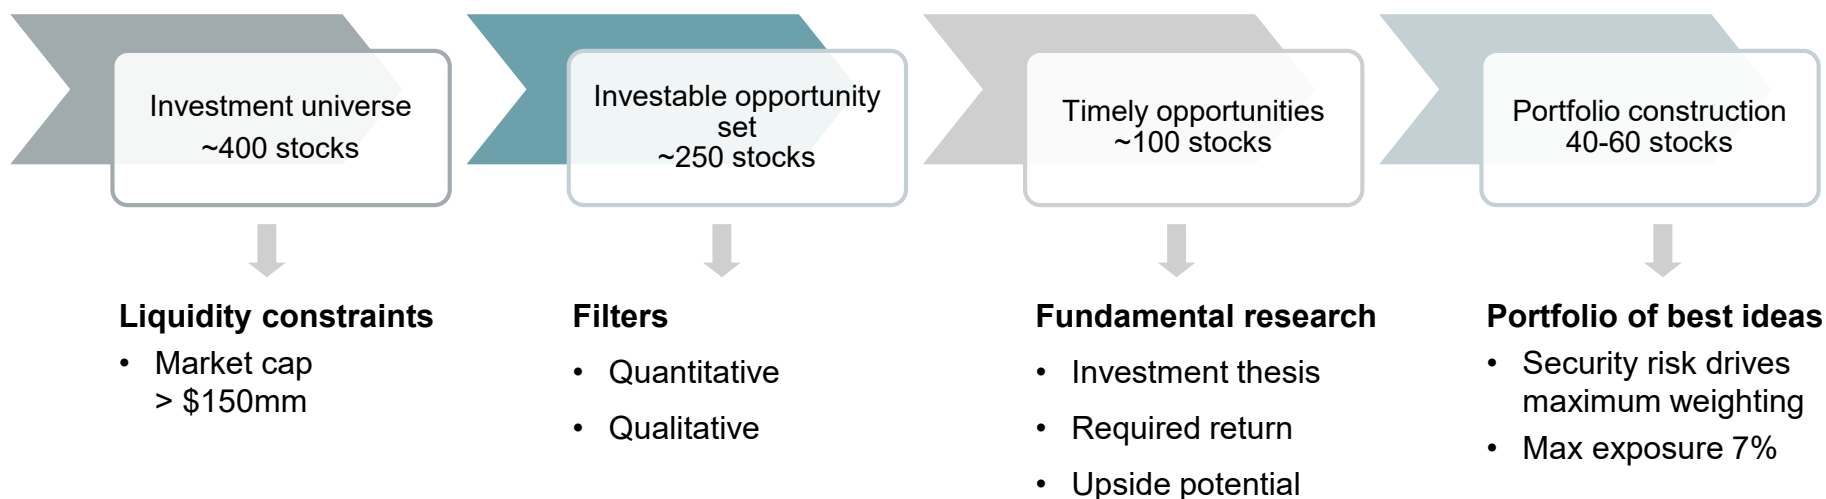 Investment universe
~400 stocks
Investable opportunity
set
~250 stocks
Timely opportunities
~100 stocks
Portfolio construction
40-60 stocks
Liquidity constraints
• Market cap
> $150mm
Filters
• Quantitative
• Qualitative
Fundamental research
• Investment thesis
• Required return
• Upside potential
Portfolio of best ideas
• Security risk drives
maximum weighting
• Max exposure 7%